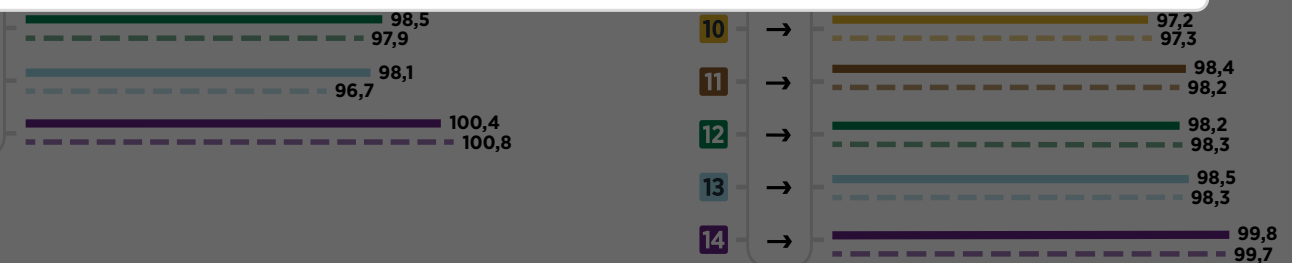 98,5
97,9
98,1
96,7
100,4
100,8
10 → 97,2
97,3
11 → 98,4
98,2
12 → 98,2
98,3
13 → 98,5
98,3
14 → 99,8
99,7